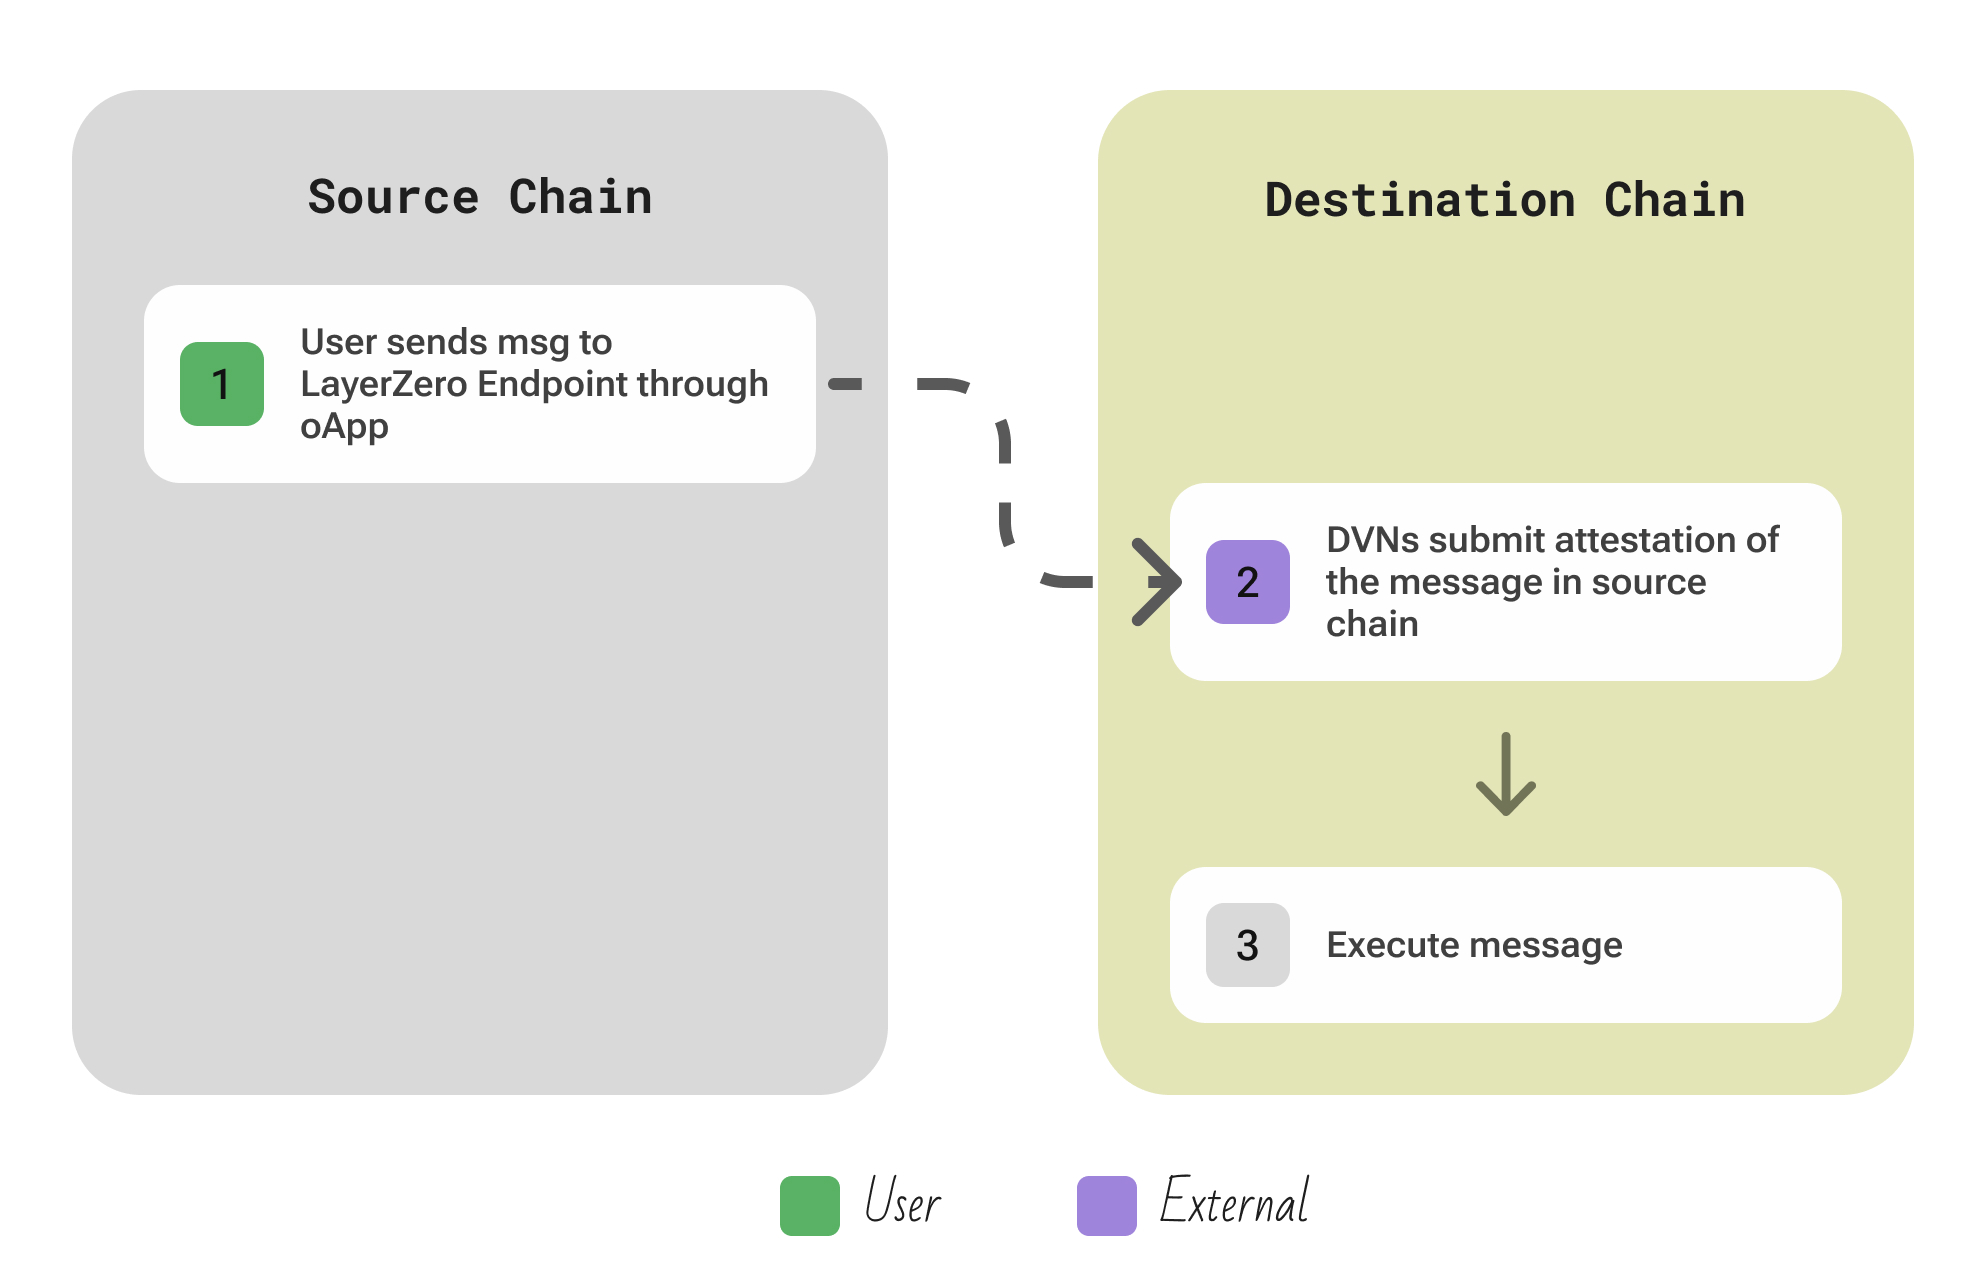 Source Chain
1
User sends msg to
LayerZero Endpoint through
oApp
Destination Chain
2
DVNs submit attestation of
the message in source
chain
3
Execute message
User
External